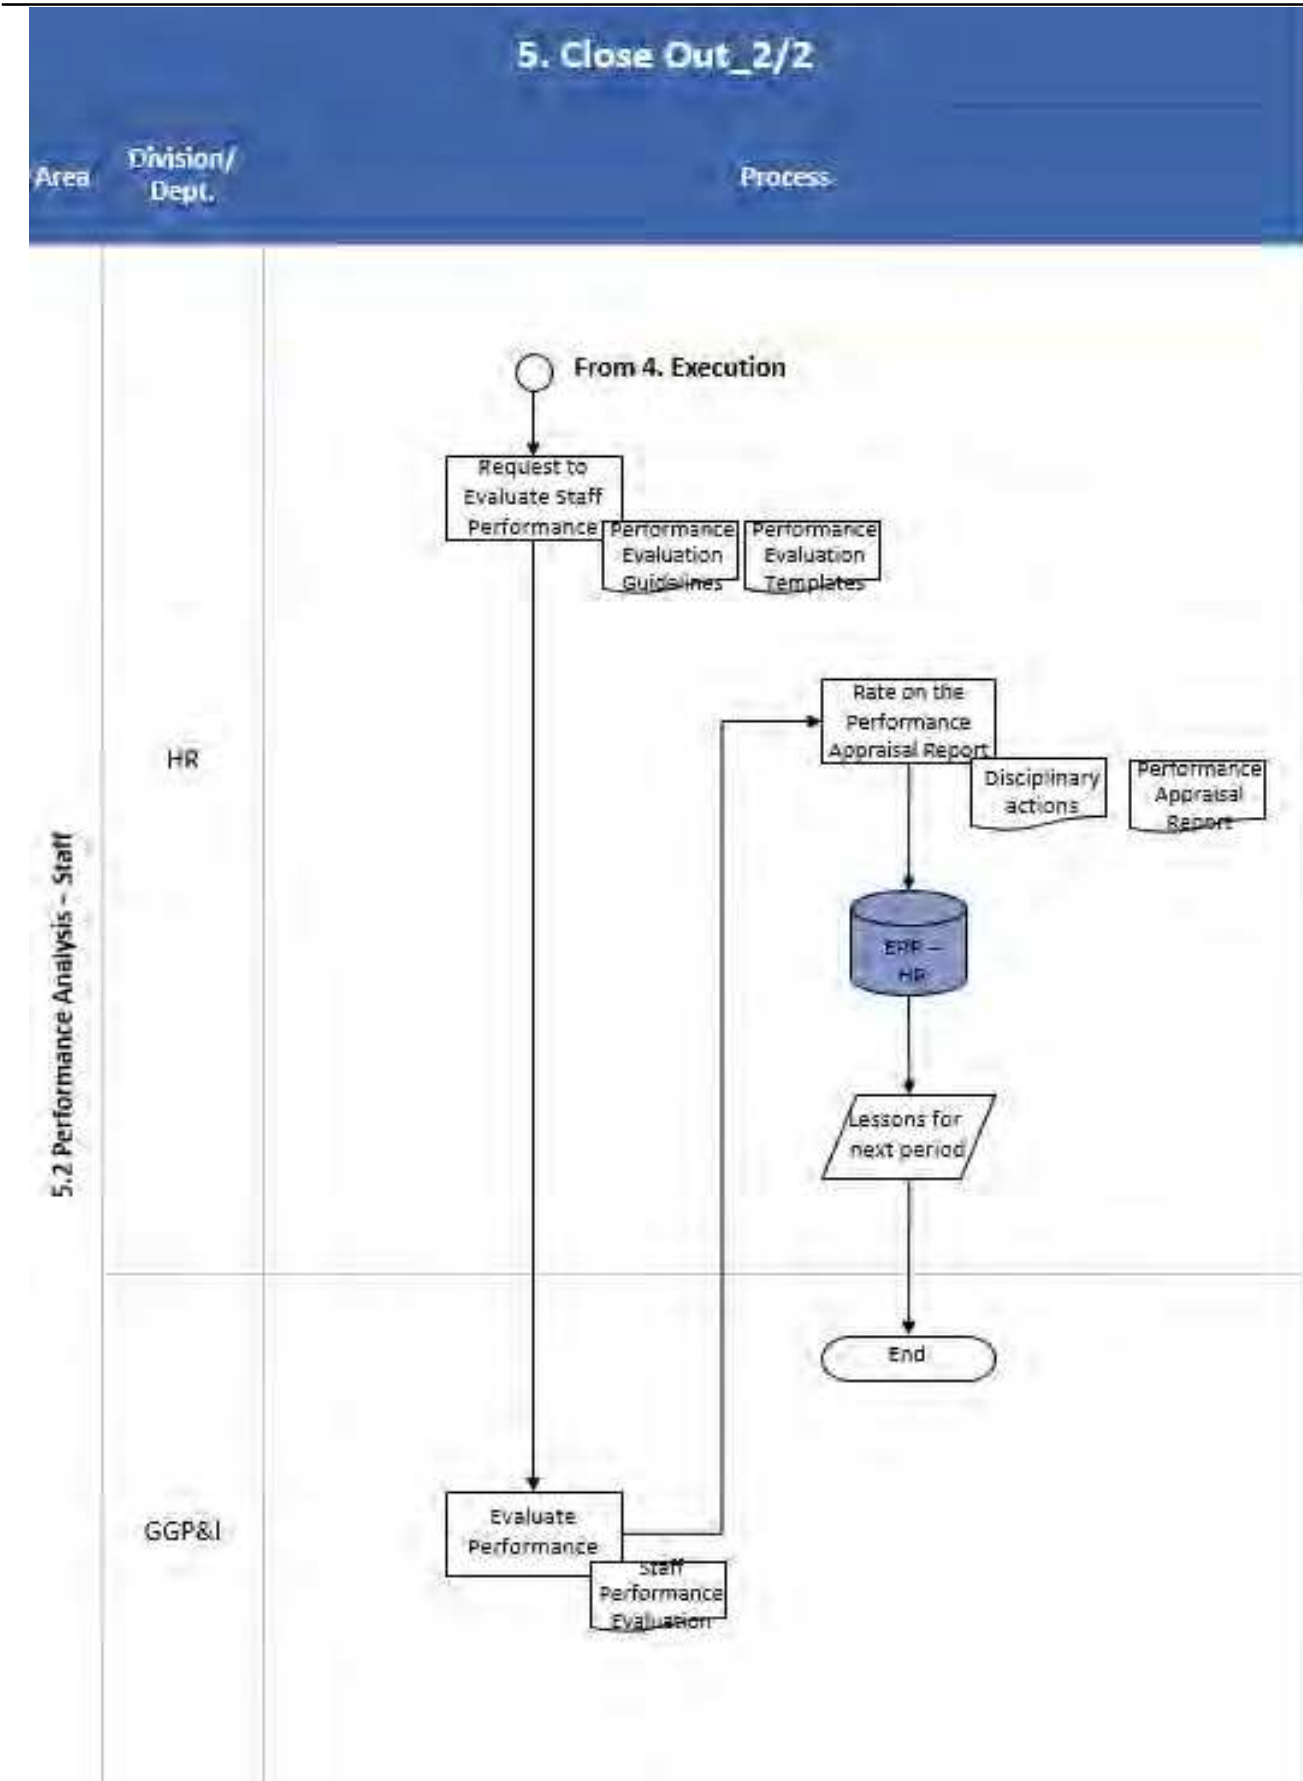 5. Close Out_2/2
Area
Division/
Dept.
Process
From 4. Execution
Request to
Evaluate Staff
Performance
Performance
Evaluation
Guidelines
Performance
Evaluation
Templates
HR
Rate on the
Performance
Appraisal Report
Disciplinary
actions
Performance
Appraisal
Report
5.2 Performance Analysis – Staff
ERP –
HR
Lessons for
next period
End
GGP&I
Evaluate
Performance
Staff
Performance
Evaluation